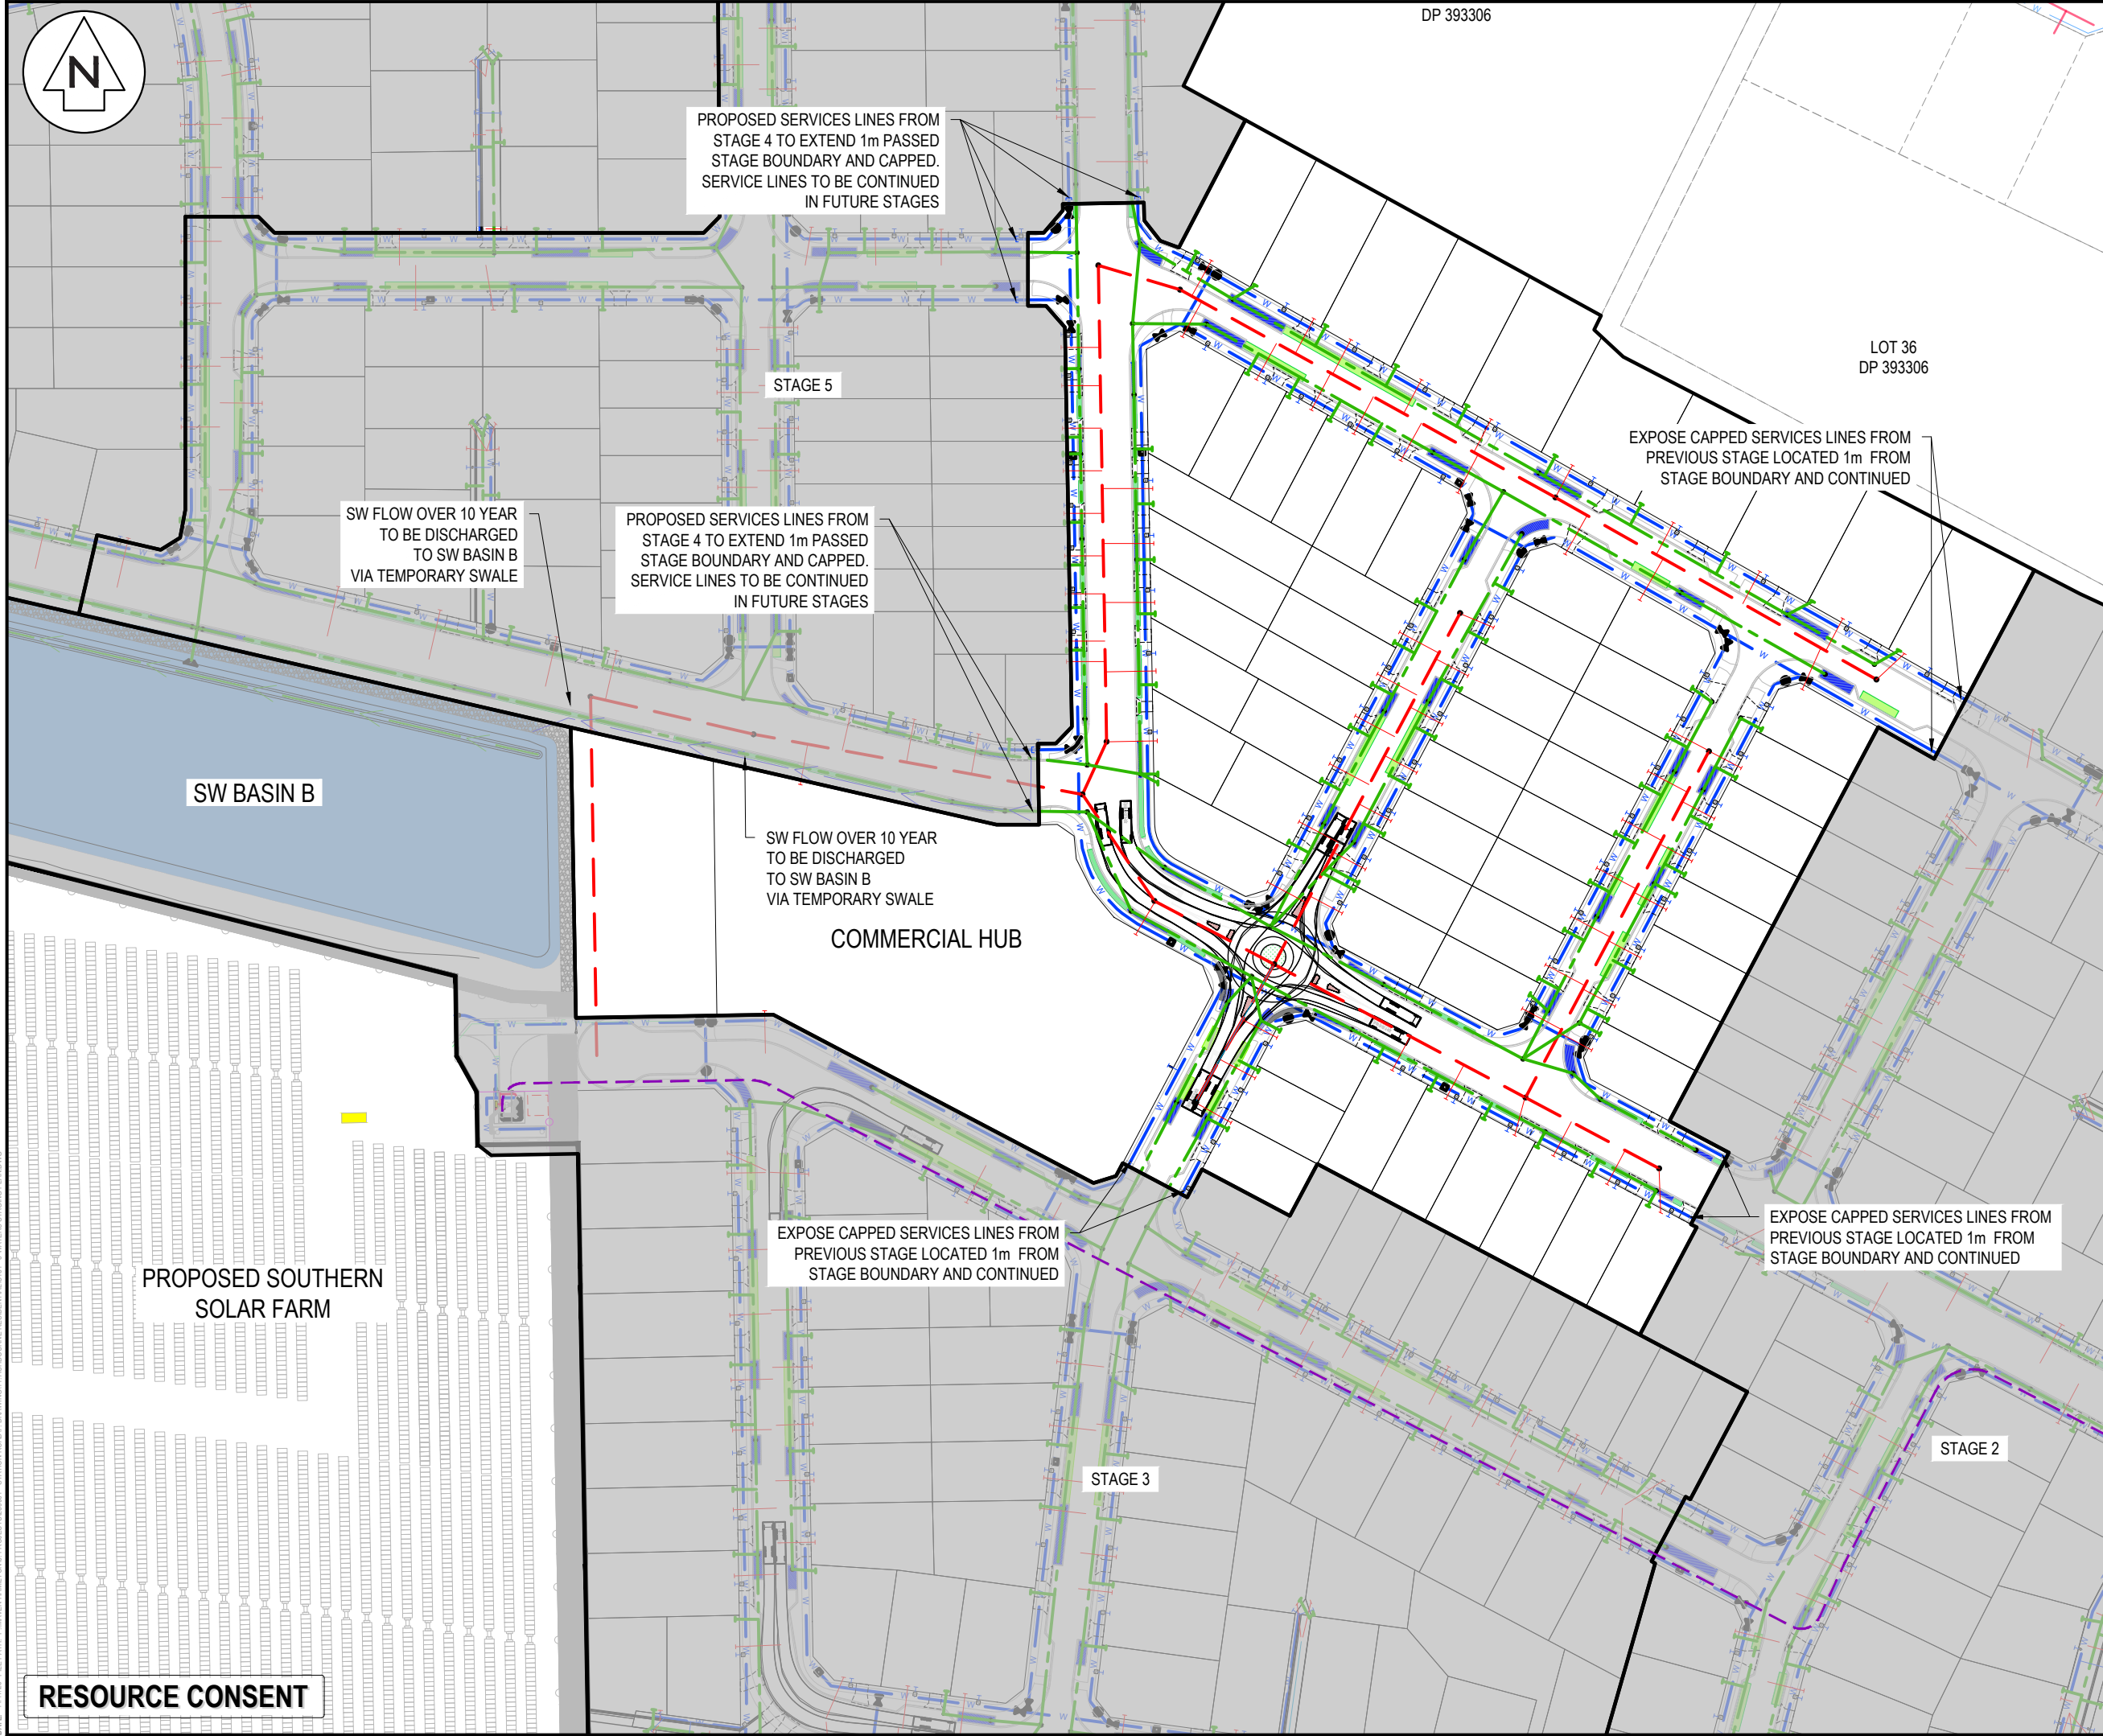 DP 393306
N
PROPOSED SERVICES LINES FROM
STAGE 4 TO EXTEND 1m PASSED
STAGE BOUNDARY AND CAPPED.
SERVICE LINES TO BE CONTINUED
IN FUTURE STAGES
LOT 36
DP 393306
STAGE 5
EXPOSE CAPPED SERVICES LINES FROM
PREVIOUS STAGE LOCATED 1m FROM
STAGE BOUNDARY AND CONTINUED
SW FLOW OVER 10 YEAR
TO BE DISCHARGED
TO SW BASIN B
VIA TEMPORARY SWALE
PROPOSED SERVICES LINES FROM
STAGE 4 TO EXTEND 1m PASSED
STAGE BOUNDARY AND CAPPED.
SERVICE LINES TO BE CONTINUED
IN FUTURE STAGES
SW BASIN B
SW FLOW OVER 10 YEAR
TO BE DISCHARGED
TO SW BASIN B
VIA TEMPORARY SWALE
COMMERCIAL HUB
EXPOSE CAPPED SERVICES LINES FROM
PREVIOUS STAGE LOCATED 1m FROM
STAGE BOUNDARY AND CONTINUED
EXPOSE CAPPED SERVICES LINES FROM
PREVIOUS STAGE LOCATED 1m FROM
STAGE BOUNDARY AND CONTINUED
PROPOSED SOUTHERN
SOLAR FARM
STAGE 2
STAGE 3
RESOURCE CONSENT